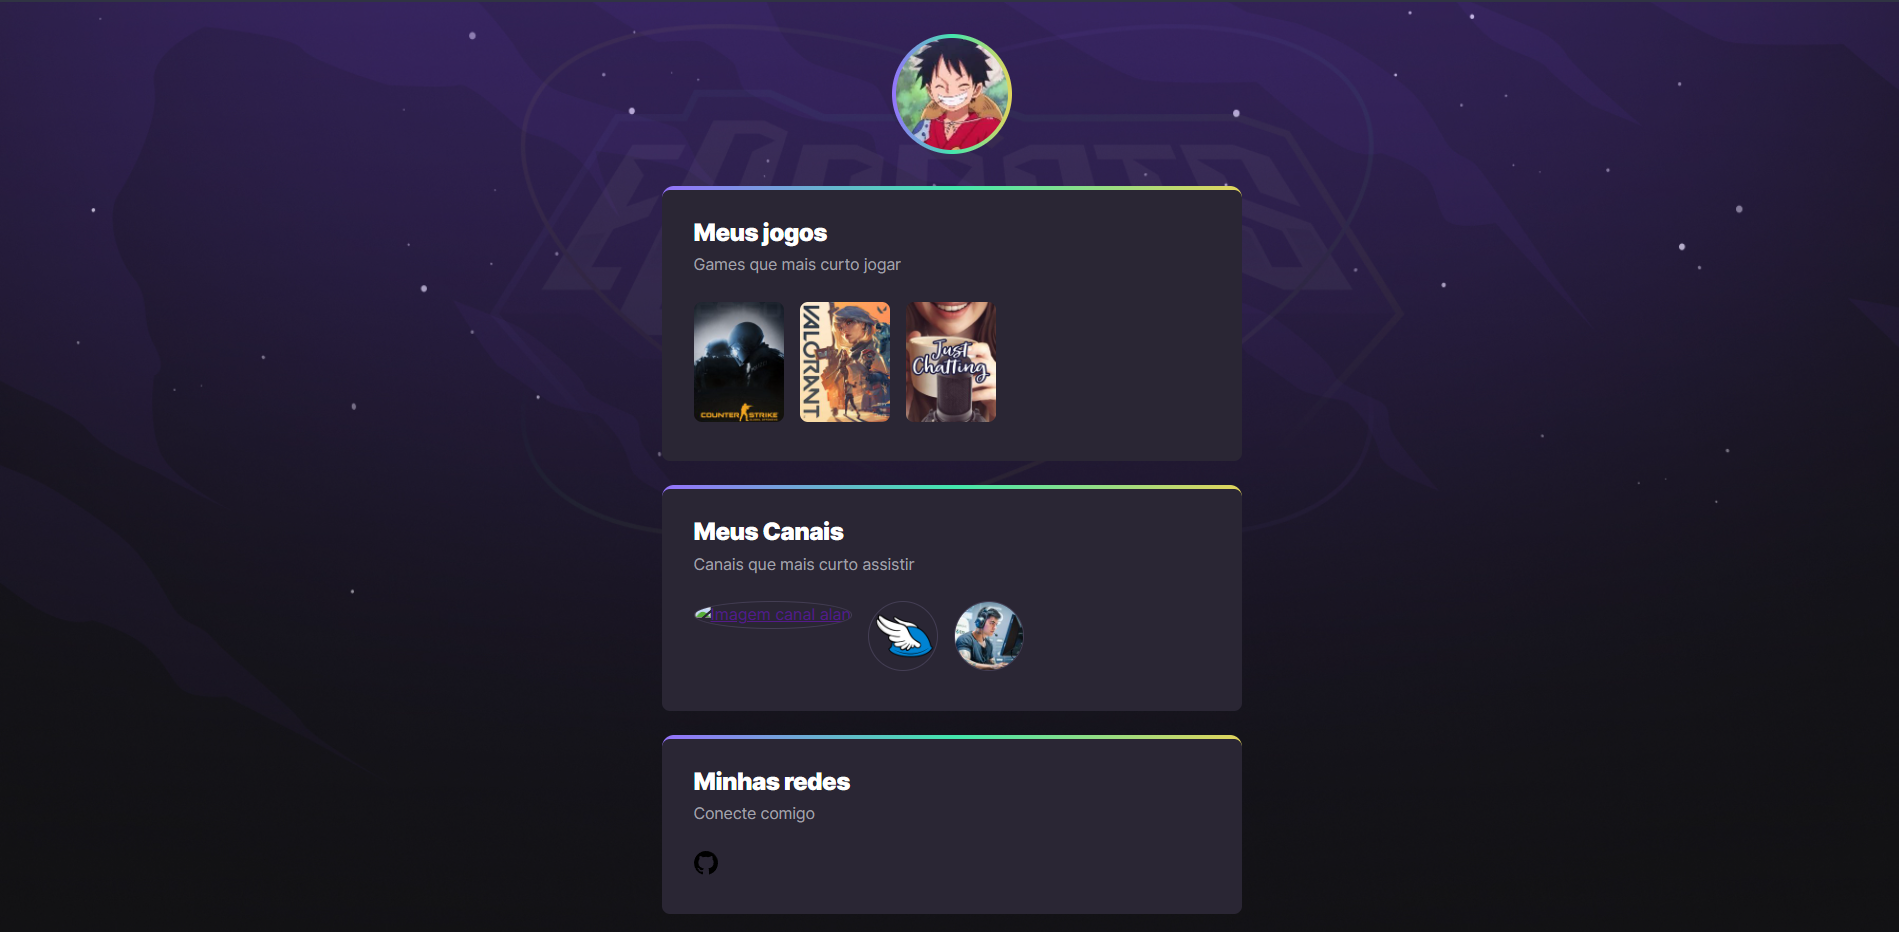 eSPORTS
Meus jogos
Games que mais curto jogar
COUNTER STRIKE
VALORANT
Just
Chatting
Meus Canais
Canais que mais curto assistir
Imagem canal alan
Minhas redes
Conecte comigo